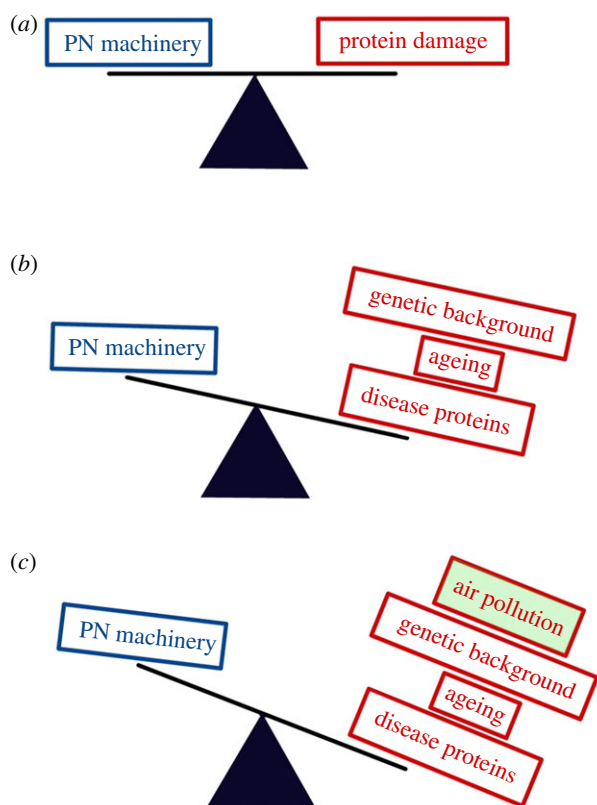 (a)
PN machinery
protein damage
(b)
genetic background
PN machinery
ageing
disease proteins
(c)
air pollution
genetic background
PN machinery
ageing
disease proteins